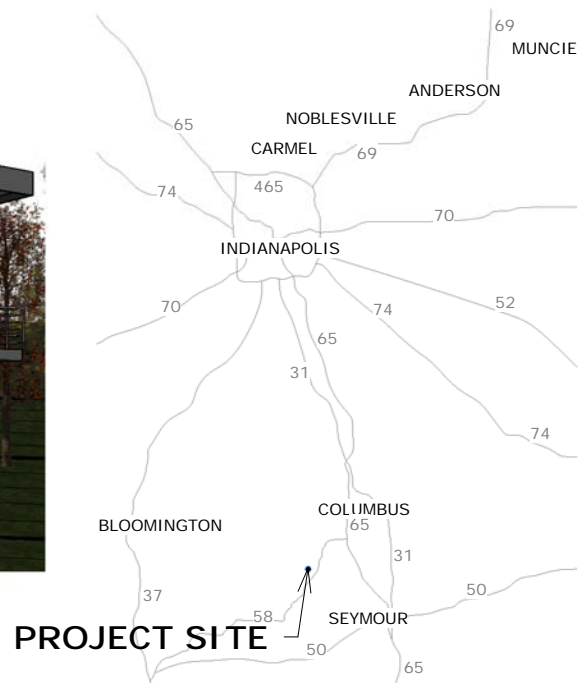 69
MUNCIE
ANDERSON
NOBLESVILLE
65
CARMEL
69
74
465
70
INDIANAPOLIS
70
74
52
65
31
74
COLUMBUS
BLOOMINGTON
65
31
37
50
58
SEYMOUR
PROJECT SITE
50
65